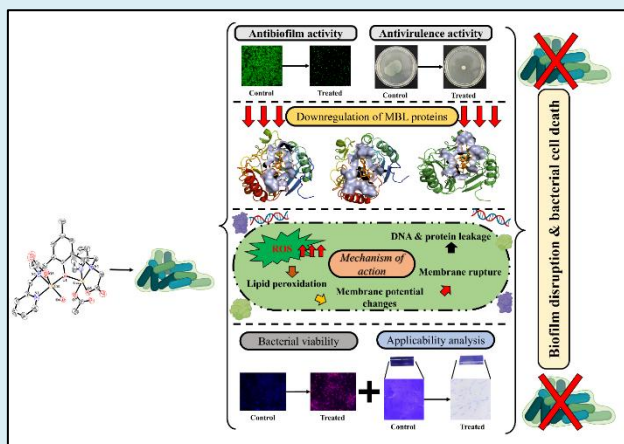 Antibiofilm activity
Antivirulence activity
Control
Treated
Control
Treated
Downregulation of MBL proteins
ROS
Mechanism of
action
DNA & protein leakage
Lipid peroxidation
Membrane rupture
Membrane potential
changes
Bacterial viability
Applicability analysis
Control
Treated
Control
Treated
Biofilm disruption & bacterial cell death